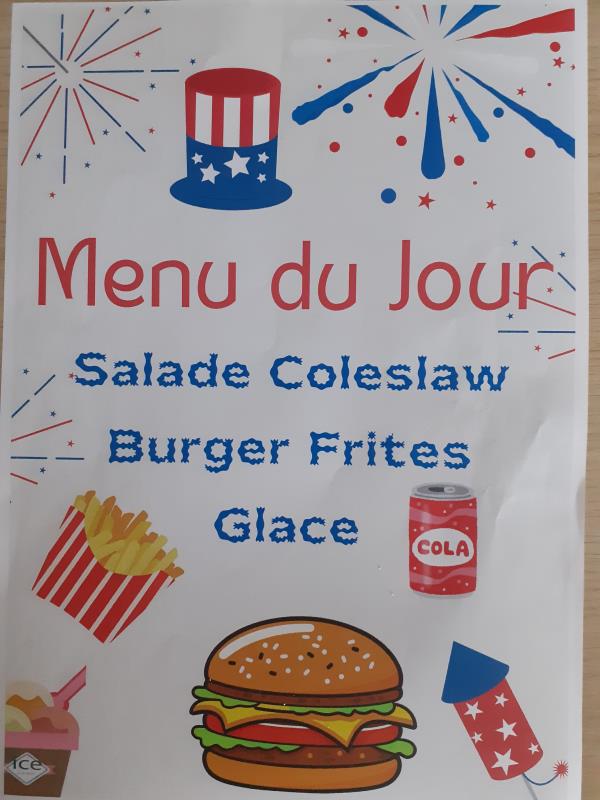 Menu du Jour
Salade Coleslaw
Burger Frites
Glace
COLA
ice